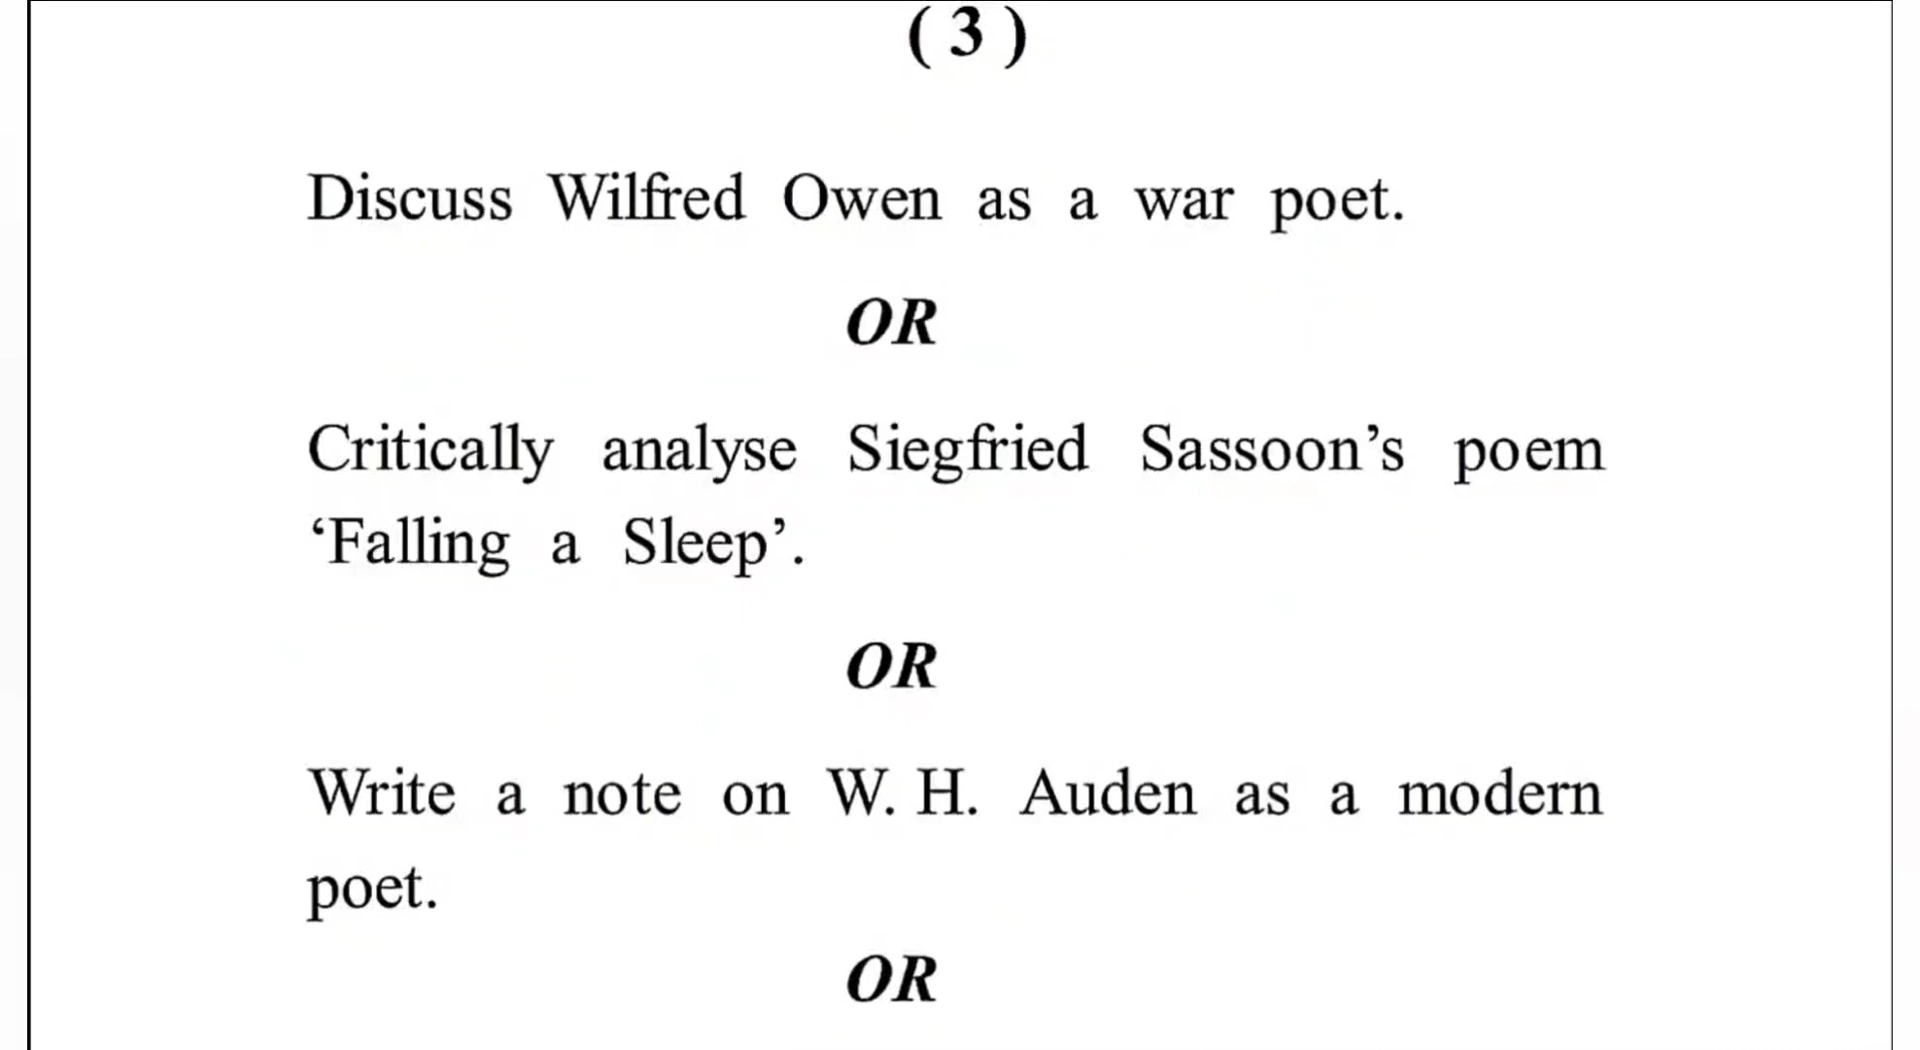 ( 3 )
Discuss Wilfred Owen as a war poet.
OR
Critically analyse Siegfried Sassoon’s poem
‘Falling a Sleep’.
OR
Write a note on W. H. Auden as a modern
poet.
OR